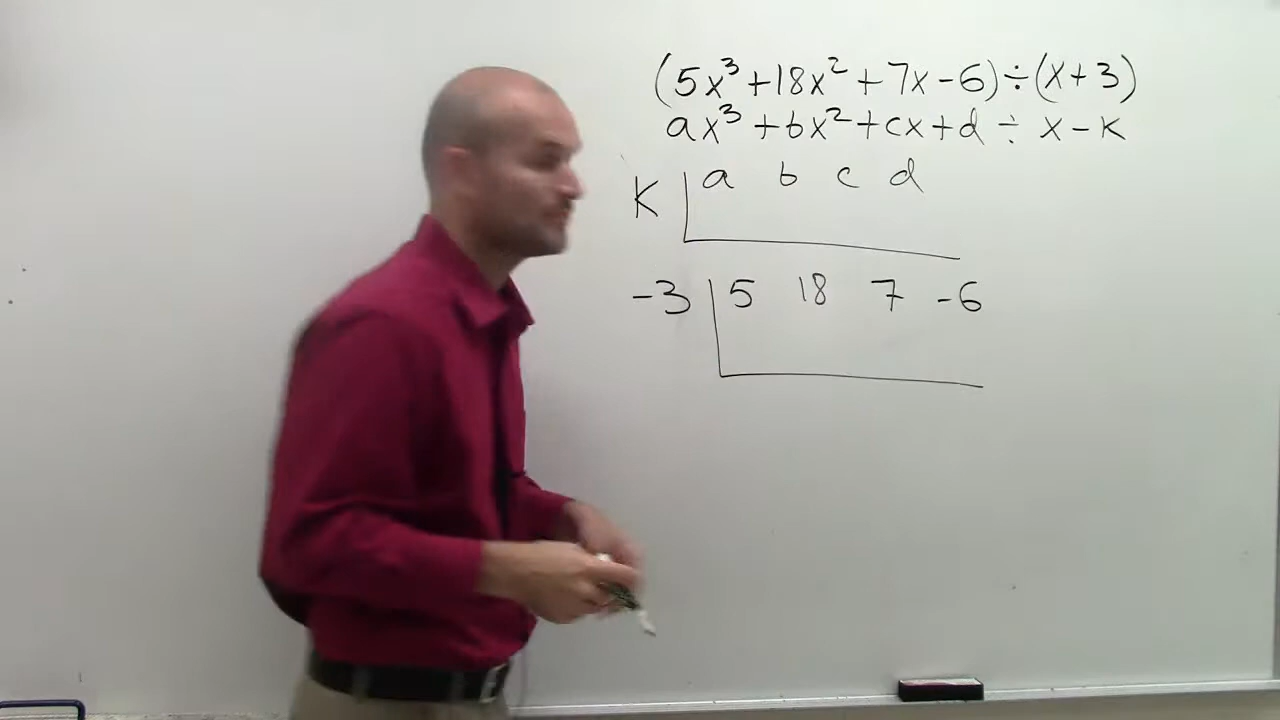 (5x³+18x²+7x-6)÷(x+3)
ax³+bx²+cx+d÷x-k
k | a b c d
-3 | 5 18 7 -6